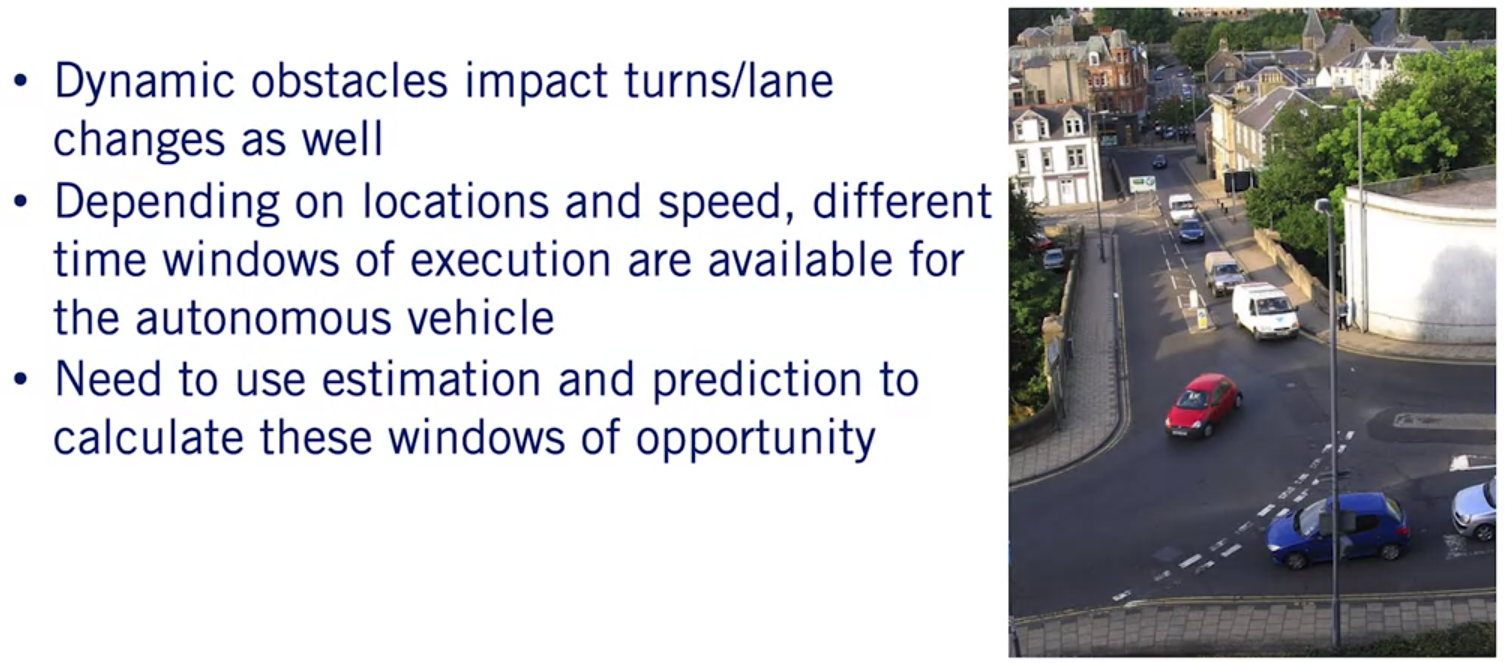 • Dynamic obstacles impact turns/lane
changes as well
• Depending on locations and speed, different
time windows of execution are available for
the autonomous vehicle
• Need to use estimation and prediction to
calculate these windows of opportunity